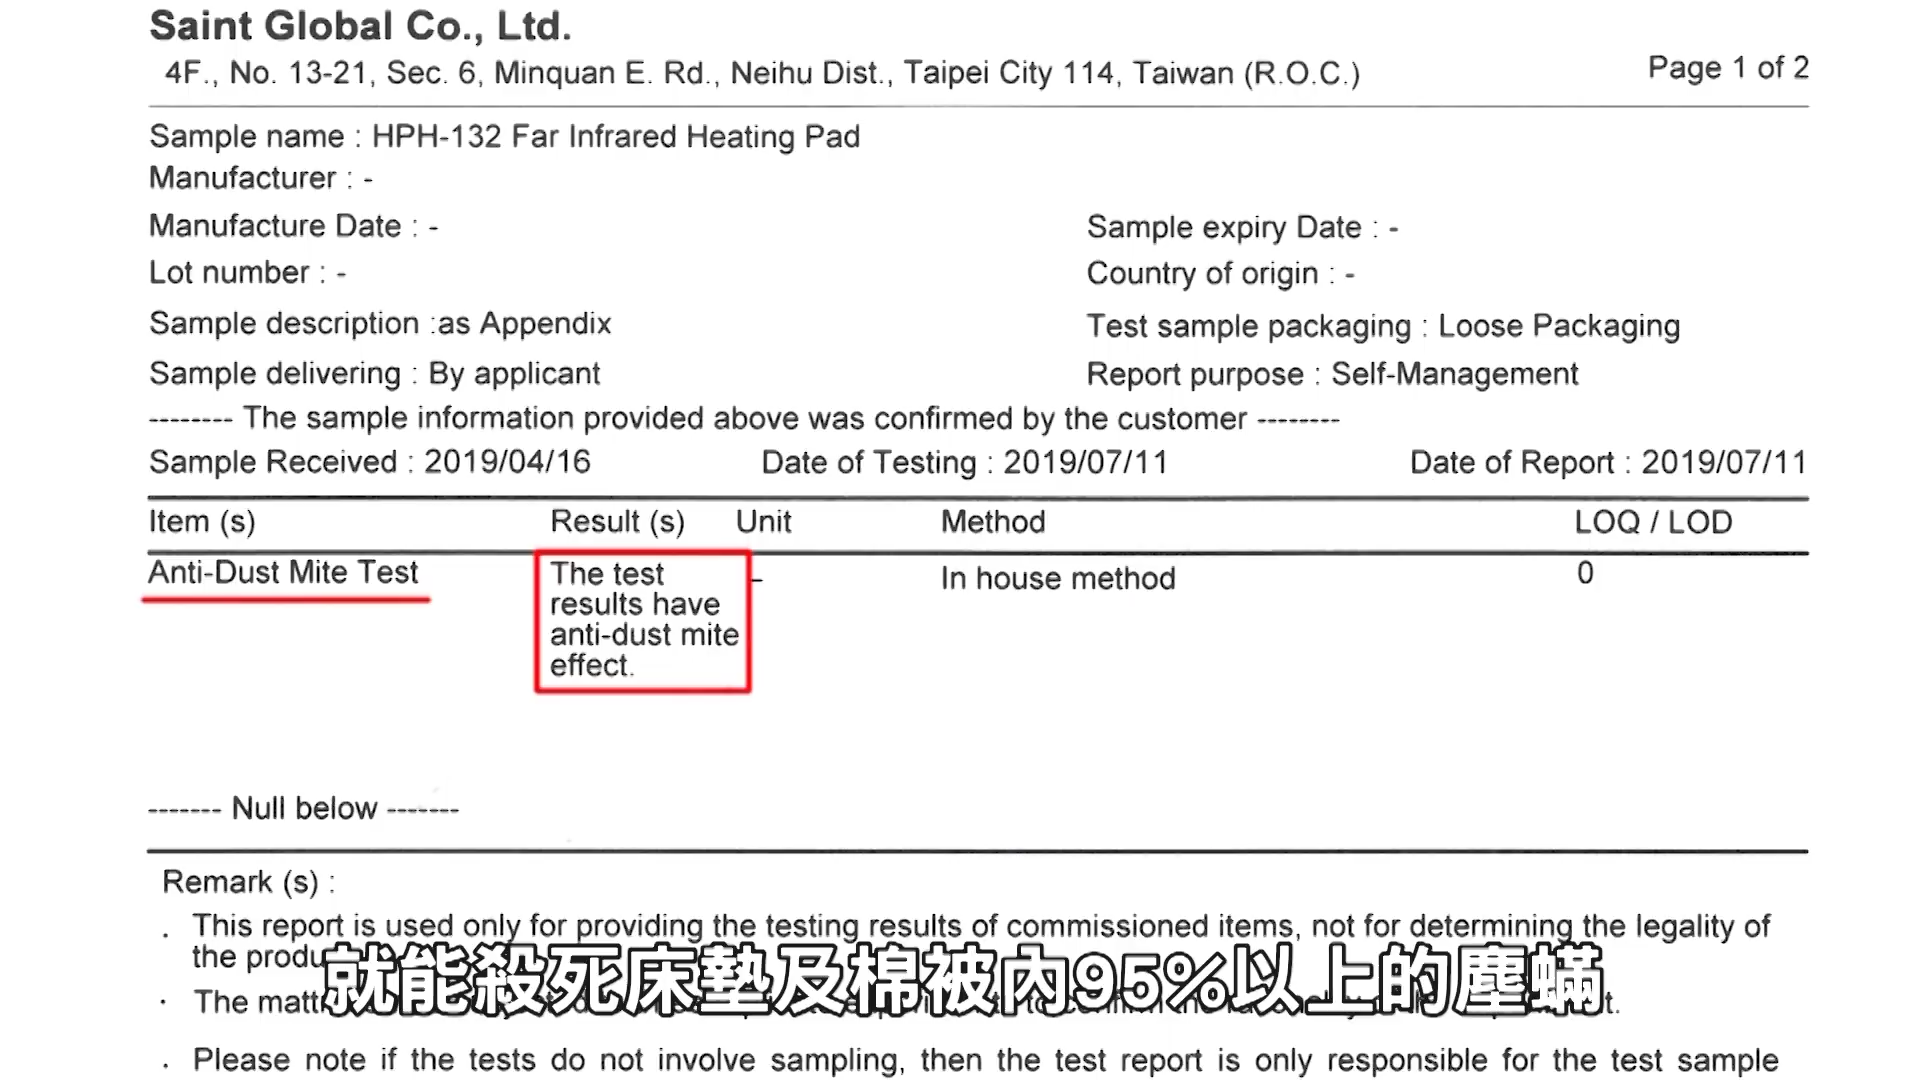 Saint Global Co., Ltd.
4F., No. 13-21, Sec. 6, Minquan E. Rd., Neihu Dist., Taipei City 114, Taiwan (R.O.C.)
Page 1 of 2
Sample name : HPH-132 Far Infrared Heating Pad
Manufacturer : -
Manufacture Date : -
Sample expiry Date : -
Lot number : -
Country of origin : -
Sample description :as Appendix
Test sample packaging : Loose Packaging
Sample delivering : By applicant
Report purpose : Self-Management
-------- The sample information provided above was confirmed by the customer --------
Sample Received : 2019/04/16 Date of Testing : 2019/07/11 Date of Report : 2019/07/11
Item (s) Result (s) Unit Method LOQ / LOD
Anti-Dust Mite Test The test - In house method 0
results have
anti-dust mite
effect.
------- Null below -------
Remark (s) :
. This report is used only for providing the testing results of commissioned items, not for determining the legality of
the
· The
就能殺死床墊及棉被內95%以上的塵蟎
. Please note if the tests do not involve sampling, then the test report is only responsible for the test sample